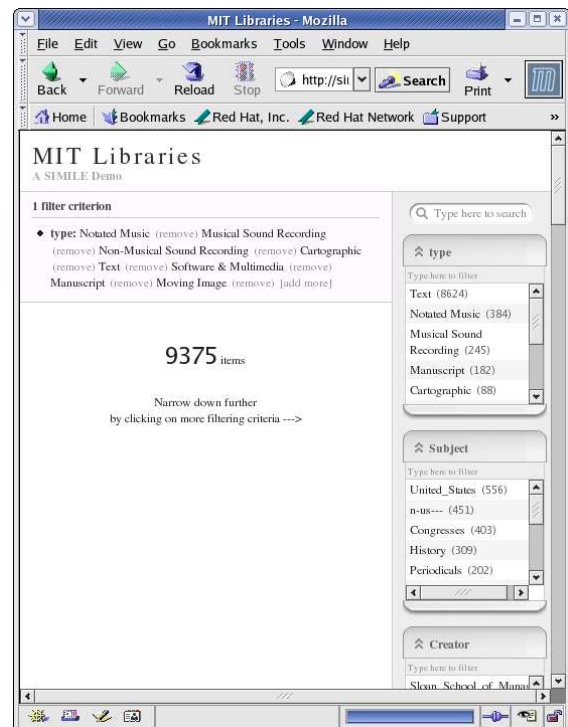 MIT Libraries - Mozilla
File Edit View Go Bookmarks Tools Window Help
Back Forward Reload Stop http://sii Search Print
Home Bookmarks Red Hat, Inc. Red Hat Network Support »
MIT Libraries
A SIMILE Demo
1 filter criterion
◆ type: Notated Music (remove) Musical Sound Recording
(remove) Non-Musical Sound Recording (remove) Cartographic
(remove) Text (remove) Software & Multimedia (remove)
Manuscript (remove) Moving Image (remove) [add more]
9375 items
Narrow down further
by clicking on more filtering criteria --->
Type here to search
type
Type here to filter
Text (8624)
Notated Music (384)
Musical Sound
Recording (245)
Manuscript (182)
Cartographic (88)
Subject
Type here to filter
United_States (556)
n-us--- (451)
Congresses (403)
History (309)
Periodicals (202)
Creator
Type here to filter
Sloan_School_of_Mana